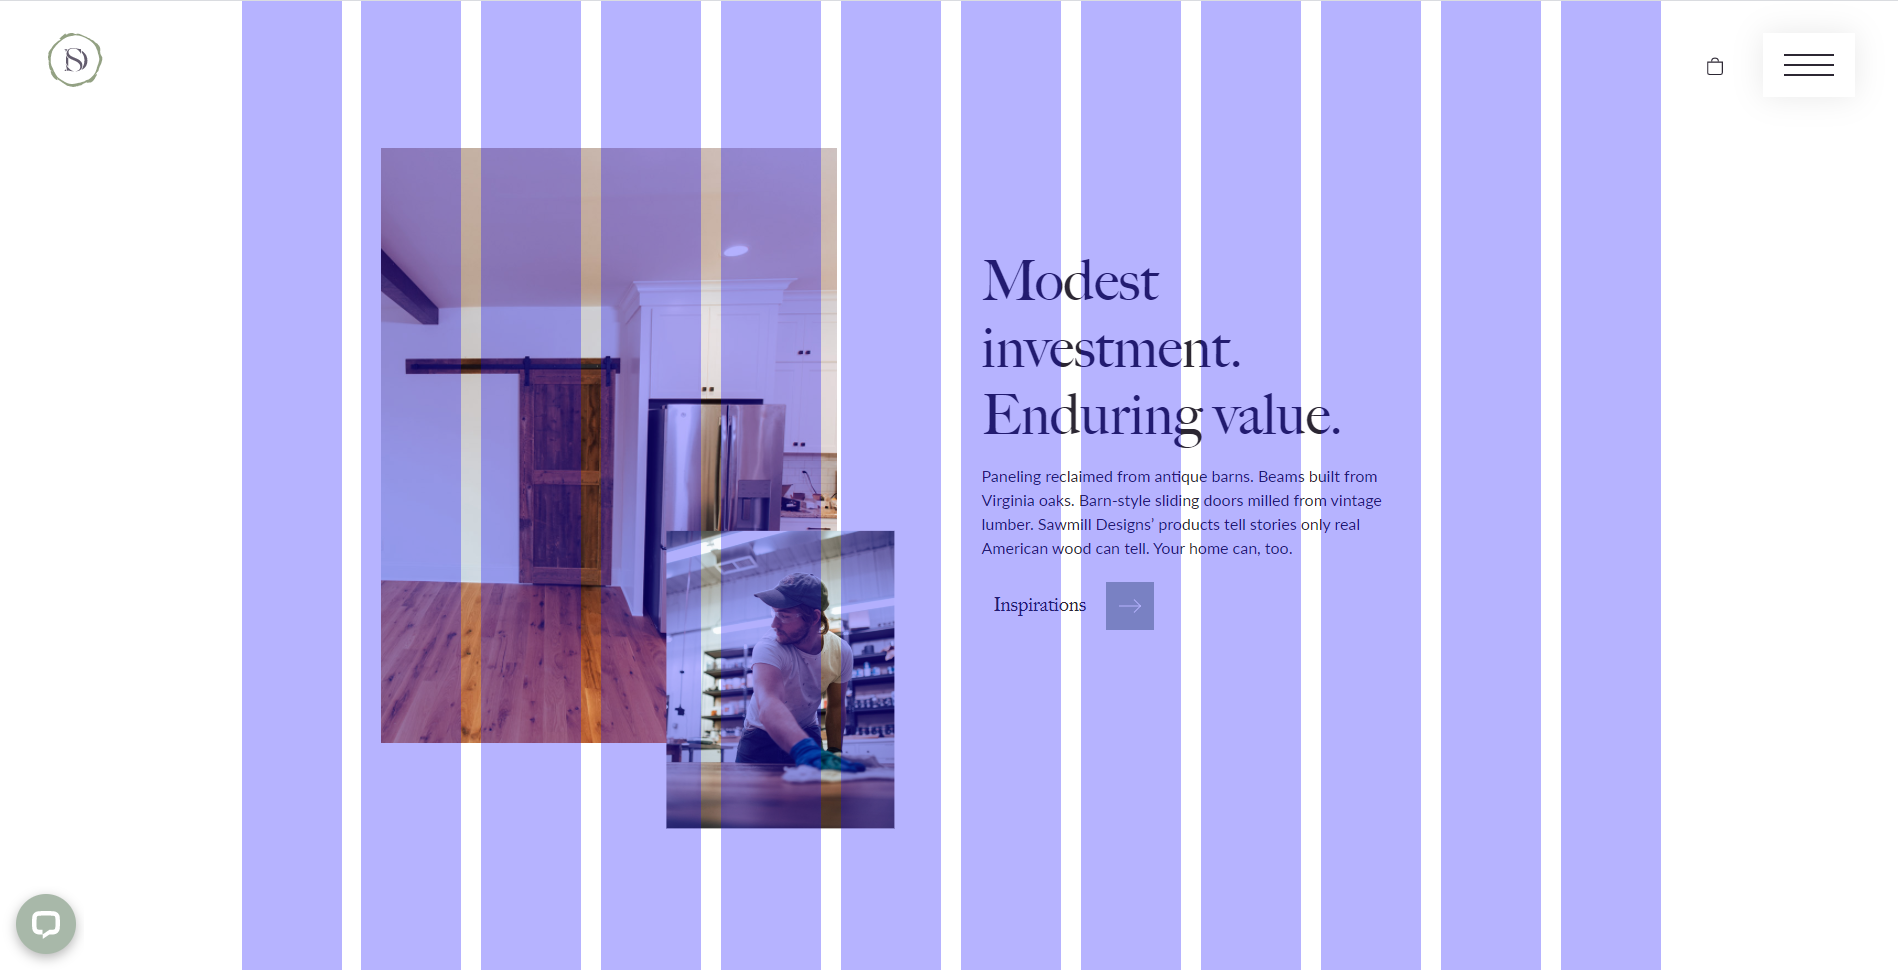 SD
Modest
investment.
Enduring value.
Paneling reclaimed from antique barns. Beams built from
Virginia oaks. Barn-style sliding doors milled from vintage
lumber. Sawmill Designs’ products tell stories only real
American wood can tell. Your home can, too.
Inspirations